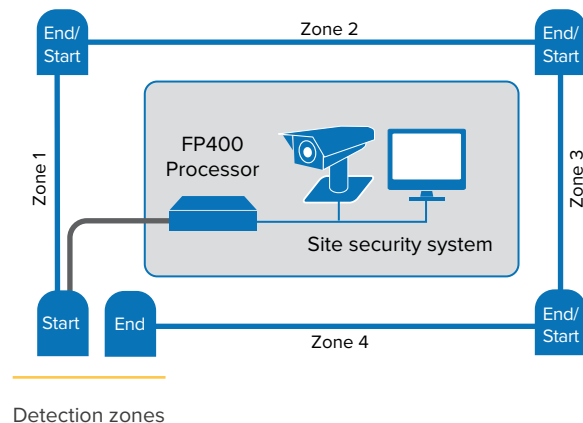 End/
Start
Zone 2
End/
Start
Zone 1
FP400
Processor
Site security system
Zone 3
Start
End
Zone 4
End/
Start
Detection zones